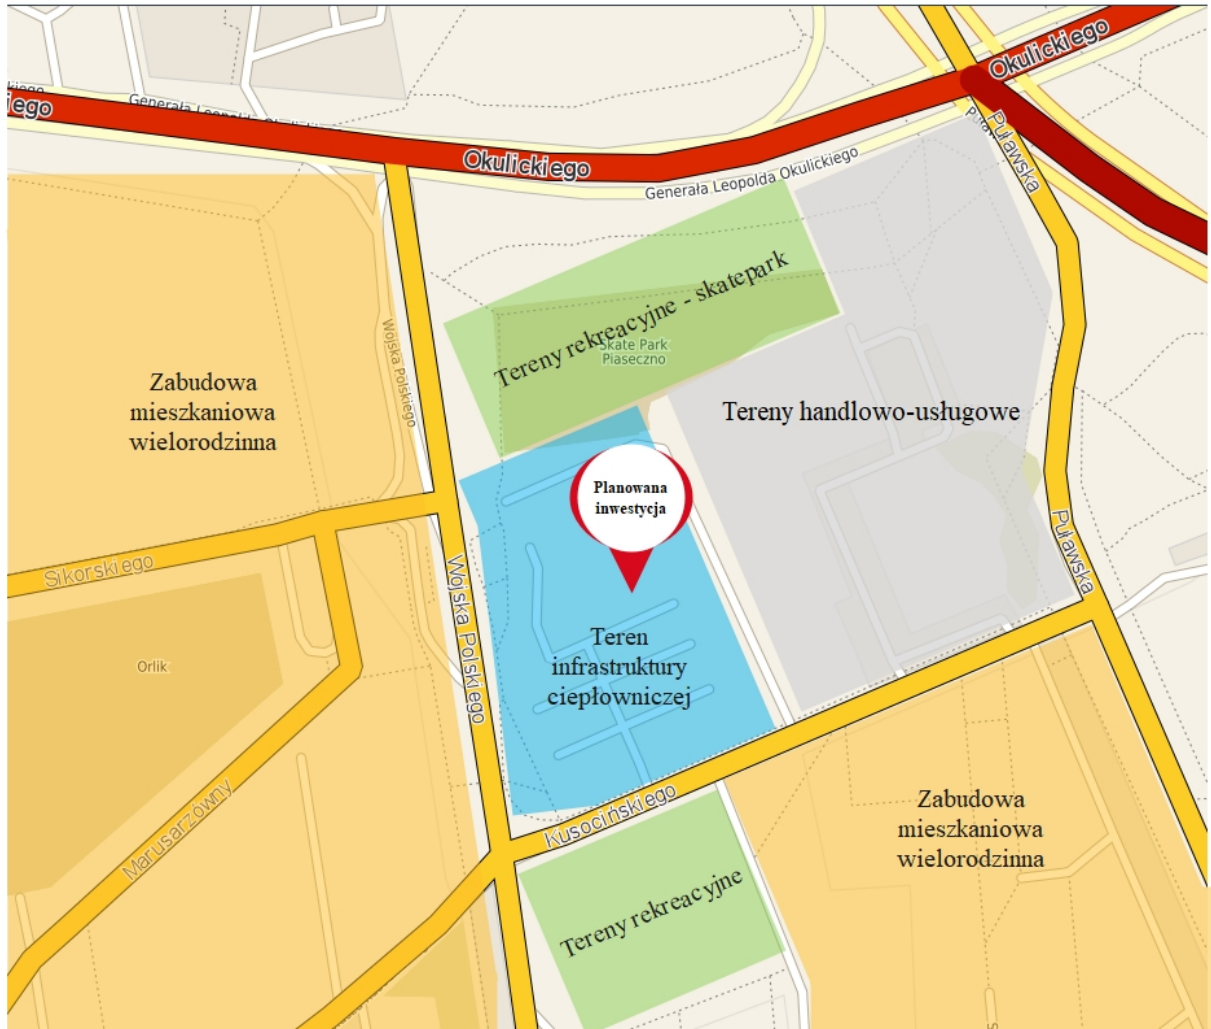 Okulickiego
skiego
iego
Generała Leopolda Okulickiego
Okulickiego
Generała Leopolda Okulickiego
Puławska
Tereny rekreacyjne - skatepark
Skate Park
Piaseczno
Wojska Polskiego
Zabudowa
mieszkaniowa
wielorodzinna
Tereny handlowo-usługowe
Planowana
inwestycja
Sikorskiego
Puławska
Wojska Polskiego
Teren
infrastruktury
ciepłowniczej
Orlik
Marusarzówny
Kusocińskiego
Zabudowa
mieszkaniowa
wielorodzinna
Tereny rekreacyjne